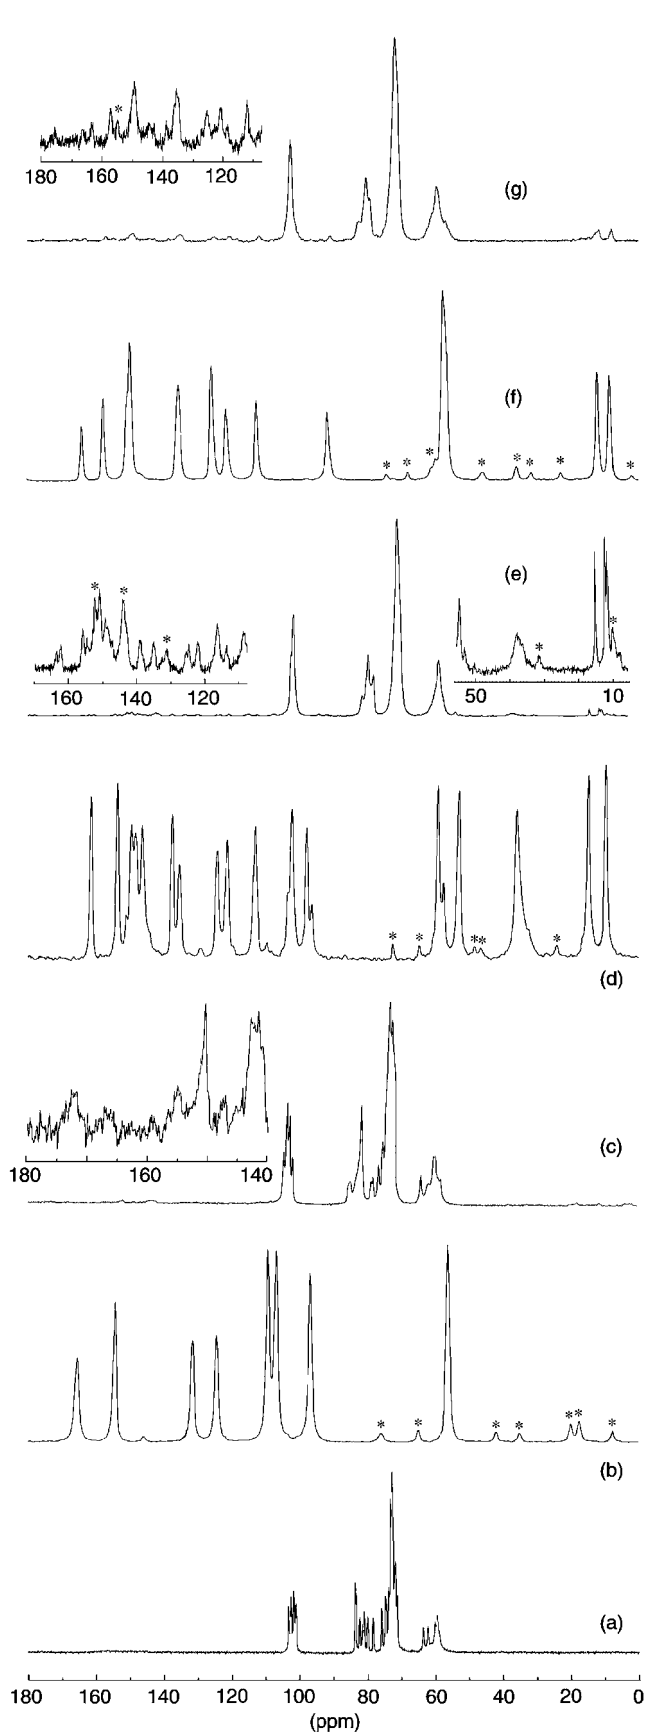 *
180 160 140 120
(g)
(f)
* * * * * * * *
(e)
* * *
* *
160 140 120
50 10
* * * * *
(d)
(c)
180 160 140
* * * * * * *
(b)
(a)
180 160 140 120 100 80 60 40 20 0
(ppm)